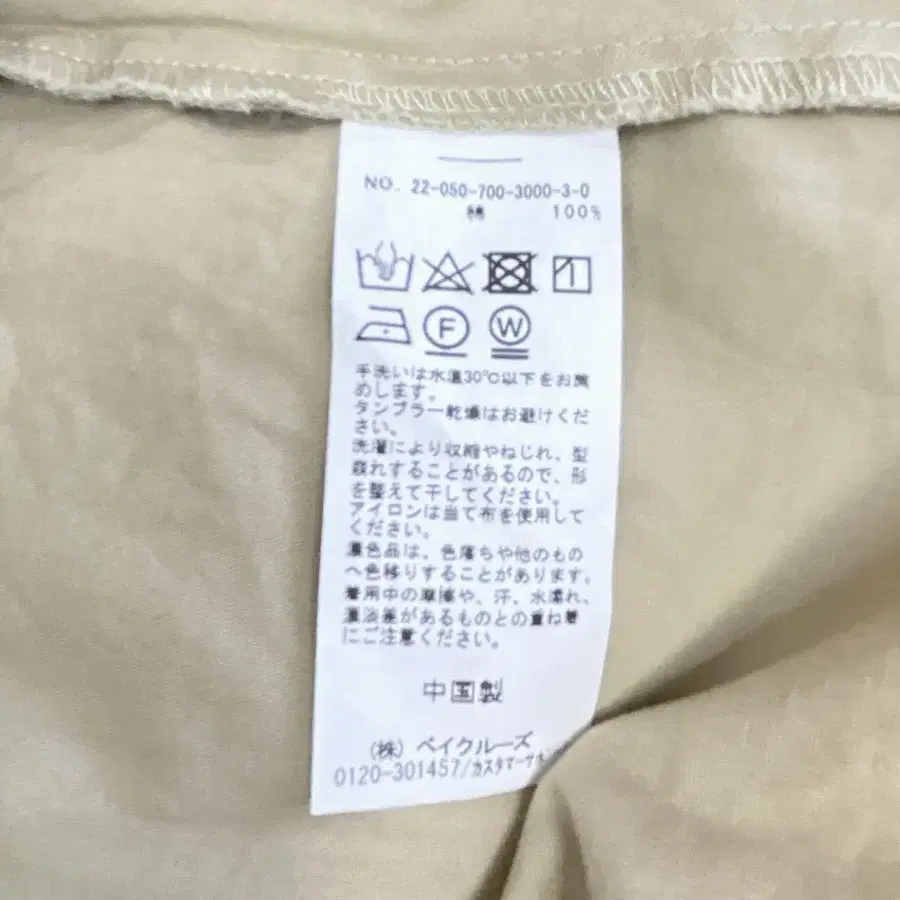 NO. 22-050-700-3000-3-0
綿 100%
F W
手洗いは水温30℃以下をお薦
めします。
タンブラー乾燥はお避けくだ
さい。
洗濯により収縮やねじれ、型
崩れすることがあるので、形
を整えて干してください。
アイロンは当て布を使用して
ください。
濃色品は、色落ちや他のもの
へ色移りすることがあります。
着用中の摩擦や、汗、水濡れ、
濃淡差があるものとの重ね着
にご注意ください。
中国製
(株) ベイクルーズ
0120-301457/カスタマーサポ